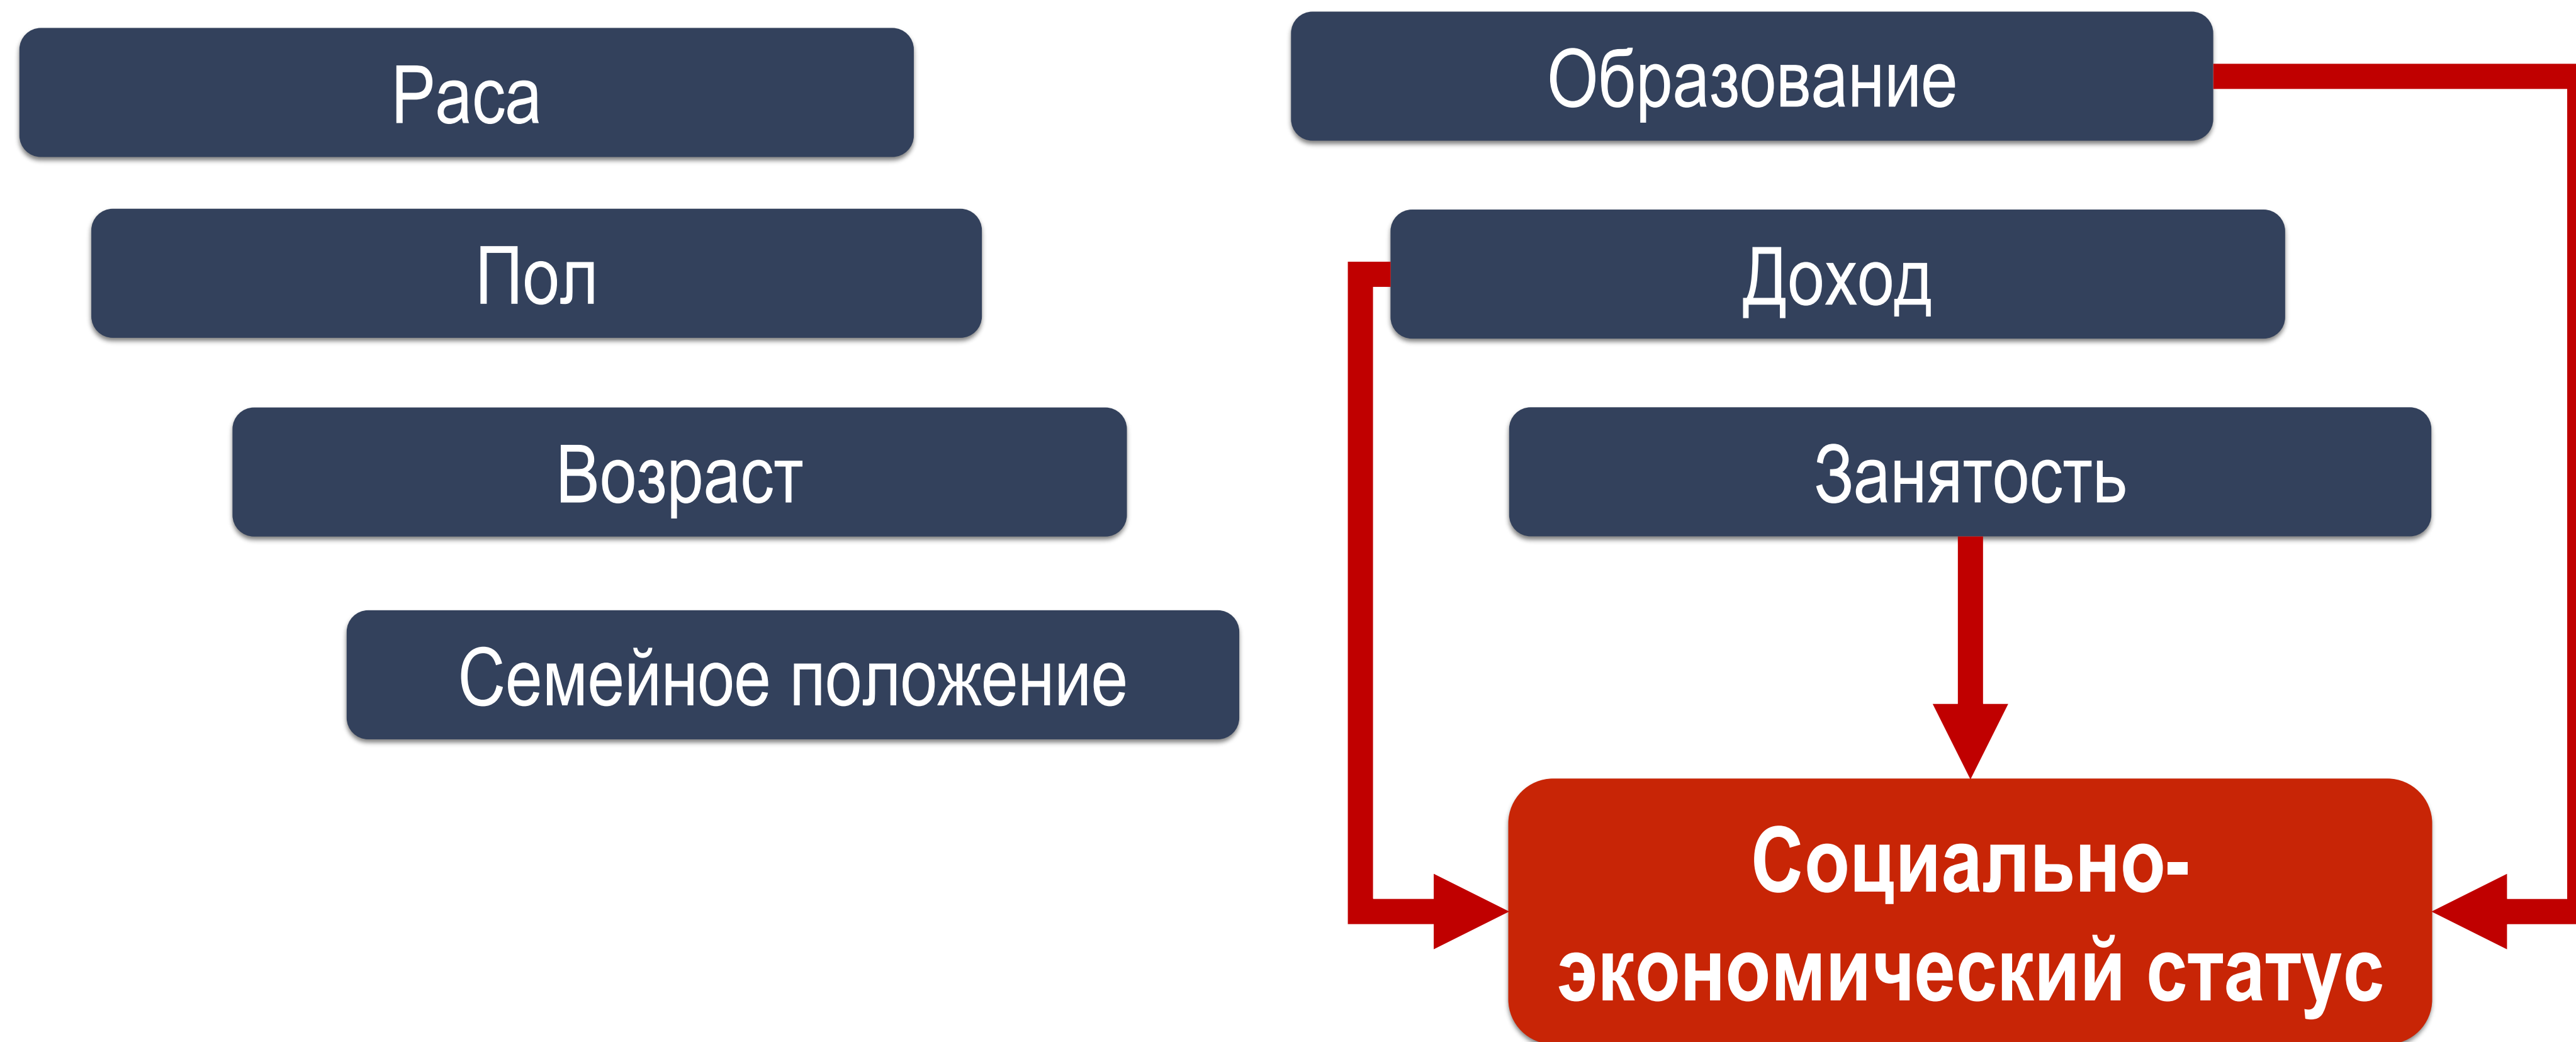 Раса
Пол
Возраст
Семейное положение
Образование
Доход
Занятость
Социально-
экономический статус